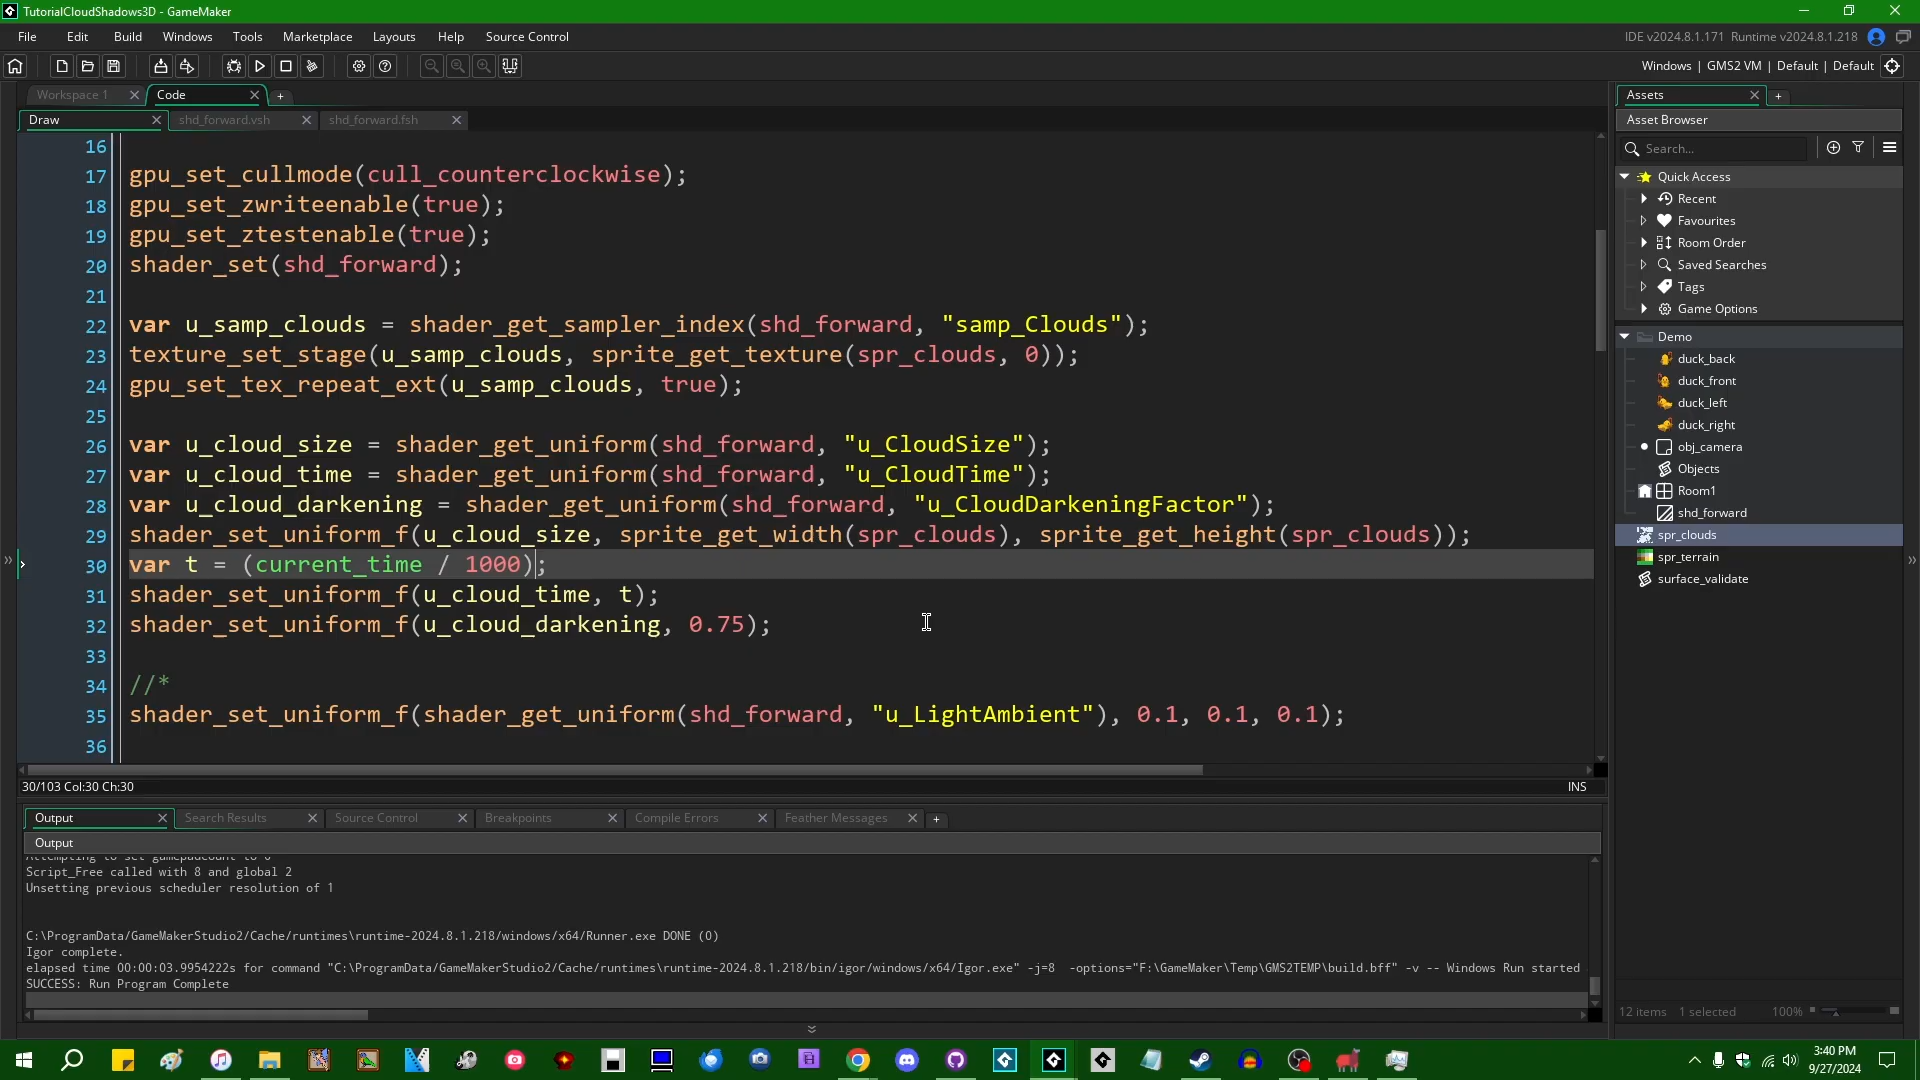 TutorialCloudShadows3D - GameMaker
File Edit Build Windows Tools Marketplace Layouts Help Source Control
IDE v2024.8.1.171 Runtime v2024.8.1.218
Windows | GMS2 VM | Default | Default
Workspace 1 Code +
Draw shd_forward.vsh shd_forward.fsh
16
17 gpu_set_cullmode(cull_counterclockwise);
18 gpu_set_zwriteenable(true);
19 gpu_set_ztestenable(true);
20 shader_set(shd_forward);
21
22 var u_samp_clouds = shader_get_sampler_index(shd_forward, "samp_Clouds");
23 texture_set_stage(u_samp_clouds, sprite_get_texture(spr_clouds, 0));
24 gpu_set_tex_repeat_ext(u_samp_clouds, true);
25
26 var u_cloud_size = shader_get_uniform(shd_forward, "u_CloudSize");
27 var u_cloud_time = shader_get_uniform(shd_forward, "u_CloudTime");
28 var u_cloud_darkening = shader_get_uniform(shd_forward, "u_CloudDarkeningFactor");
29 shader_set_uniform_f(u_cloud_size, sprite_get_width(spr_clouds), sprite_get_height(spr_clouds));
30 var t = (current_time / 1000);
31 shader_set_uniform_f(u_cloud_time, t);
32 shader_set_uniform_f(u_cloud_darkening, 0.75);
33
34 //*
35 shader_set_uniform_f(shader_get_uniform(shd_forward, "u_LightAmbient"), 0.1, 0.1, 0.1);
36
30/103 Col:30 Ch:30 INS
Output Search Results Source Control Breakpoints Compile Errors Feather Messages +
Output
Attempting to set gamepadcount to 0
Script_Free called with 8 and global 2
Unsetting previous scheduler resolution of 1
C:\ProgramData/GameMakerStudio2/Cache/runtimes\runtime-2024.8.1.218/windows/x64/Runner.exe DONE (0)
Igor complete.
elapsed time 00:00:03.9954222s for command "C:\ProgramData/GameMakerStudio2/Cache/runtimes\runtime-2024.8.1.218/bin/igor/windows/x64/Igor.exe" -j=8 -options="F:\GameMaker\Temp\GMS2TEMP\build.bff" -v -- Windows Run started
SUCCESS: Run Program Complete
Assets +
Asset Browser
Search...
Quick Access
Recent
Favourites
Room Order
Saved Searches
Tags
Game Options
Demo
duck_back
duck_front
duck_left
duck_right
obj_camera
Objects
Room1
shd_forward
spr_clouds
spr_terrain
surface_validate
12 items 1 selected 100%
3:40 PM
9/27/2024